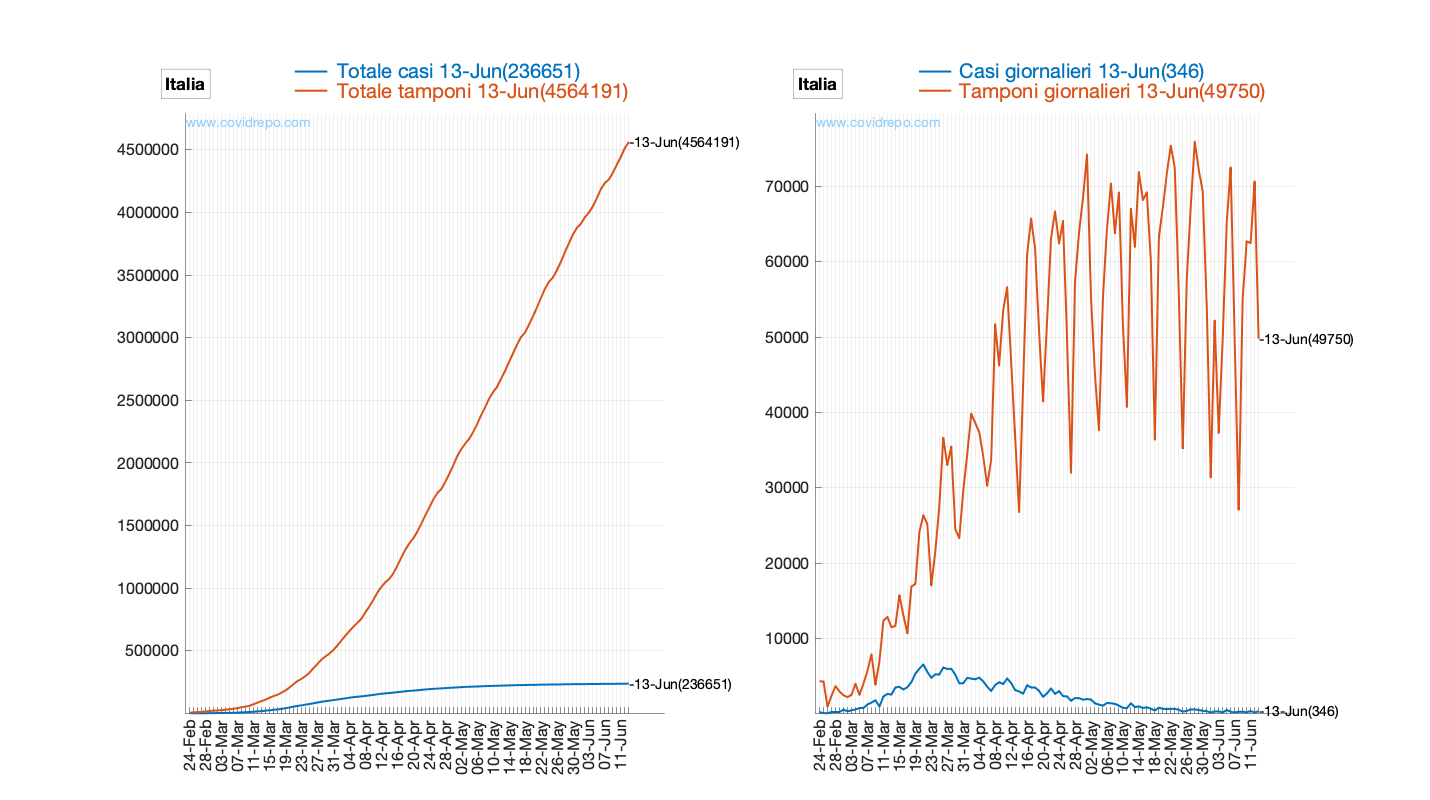 Italia
Totale casi 13-Jun(236651)
Totale tamponi 13-Jun(4564191)
www.covidrepo.com
4500000
4000000
3500000
3000000
2500000
2000000
1500000
1000000
500000
-13-Jun(4564191)
-13-Jun(236651)
24-Feb
28-Feb
03-Mar
07-Mar
11-Mar
15-Mar
19-Mar
23-Mar
27-Mar
31-Mar
04-Apr
08-Apr
12-Apr
16-Apr
20-Apr
24-Apr
28-Apr
02-May
06-May
10-May
14-May
18-May
22-May
26-May
30-May
03-Jun
07-Jun
11-Jun
Italia
Casi giornalieri 13-Jun(346)
Tamponi giornalieri 13-Jun(49750)
www.covidrepo.com
70000
60000
50000
40000
30000
20000
10000
-13-Jun(49750)
-13-Jun(346)
24-Feb
28-Feb
03-Mar
07-Mar
11-Mar
15-Mar
19-Mar
23-Mar
27-Mar
31-Mar
04-Apr
08-Apr
12-Apr
16-Apr
20-Apr
24-Apr
28-Apr
02-May
06-May
10-May
14-May
18-May
22-May
26-May
30-May
03-Jun
07-Jun
11-Jun